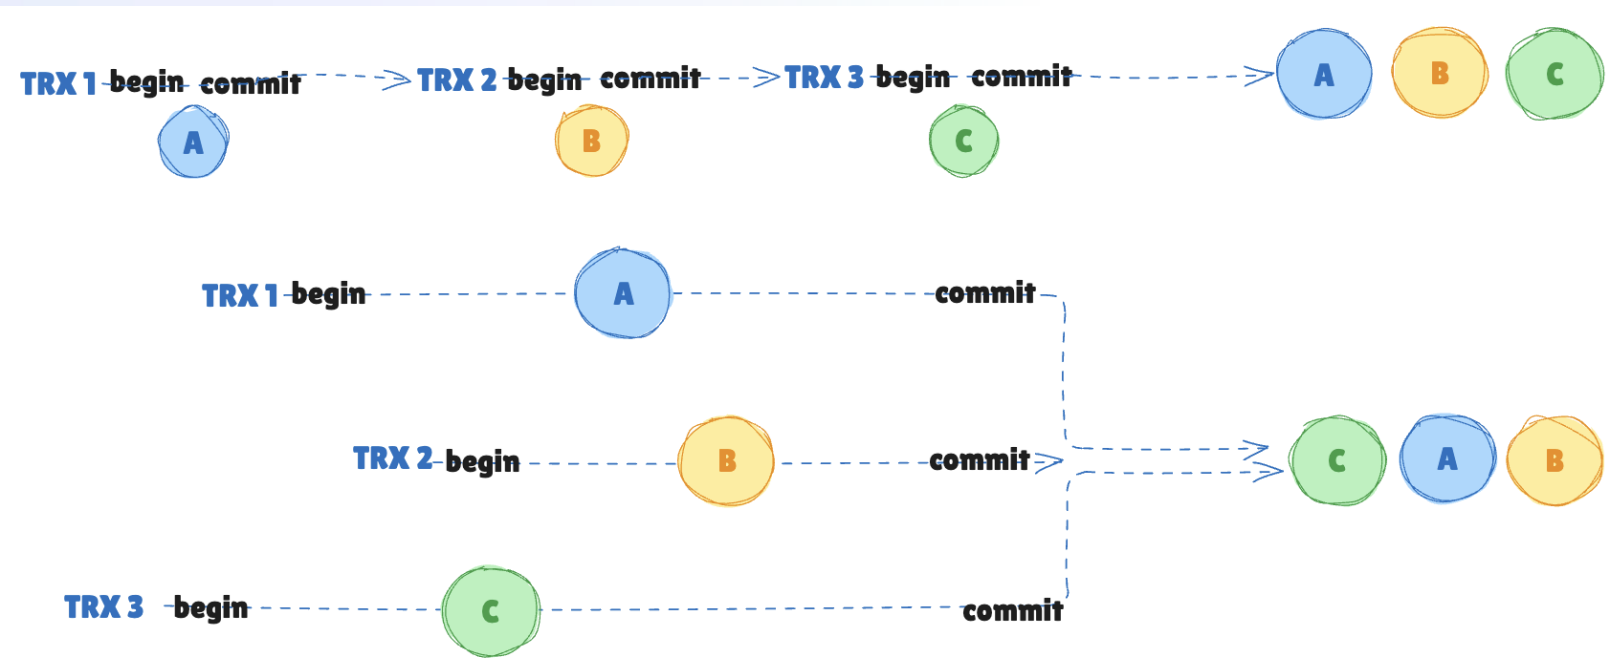 TRX 1 begin commit TRX 2 begin commit TRX 3 begin commit A B C
A B C
TRX 1 begin A commit
TRX 2 begin B commit C A B
TRX 3 begin C commit